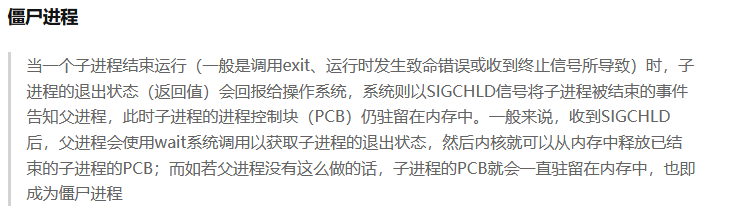 僵尸进程
当一个子进程结束运行（一般是调用exit、运行时发生致命错误或收到终止信号所导致）时，子
进程的退出状态（返回值）会回报给操作系统，系统则以SIGCHLD信号将子进程被结束的事件
告知父进程，此时子进程的进程控制块（PCB）仍驻留在内存中。一般来说，收到SIGCHLD
后，父进程会使用wait系统调用以获取子进程的退出状态，然后内核就可以从内存中释放已结
束的子进程的PCB；而如若父进程没有这么做的话，子进程的PCB就会一直驻留在内存中，也即
成为僵尸进程